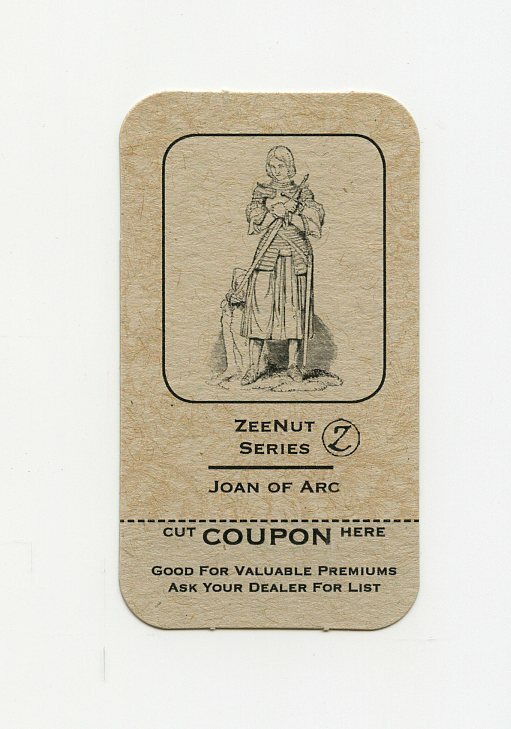 ZEENUT
SERIES Z
JOAN OF ARC
CUT COUPON HERE
GOOD FOR VALUABLE PREMIUMS
ASK YOUR DEALER FOR LIST